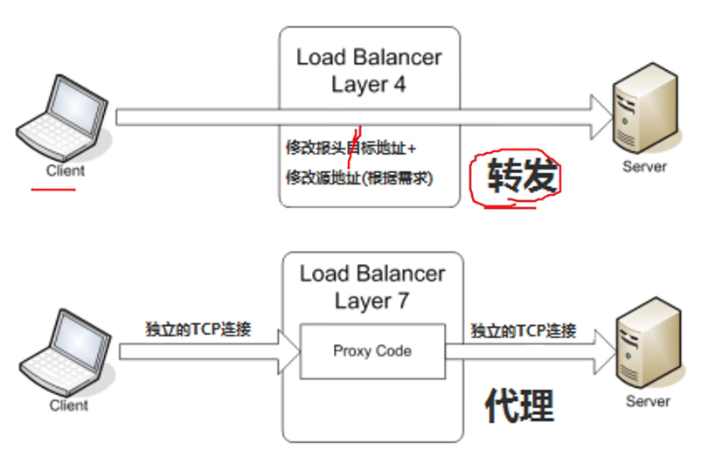 Load Balancer
Layer 4
修改报头目标地址+
修改源地址(根据需求)
转发
Client
Server
Load Balancer
Layer 7
独立的TCP连接
Proxy Code
独立的TCP连接
代理
Client
Server